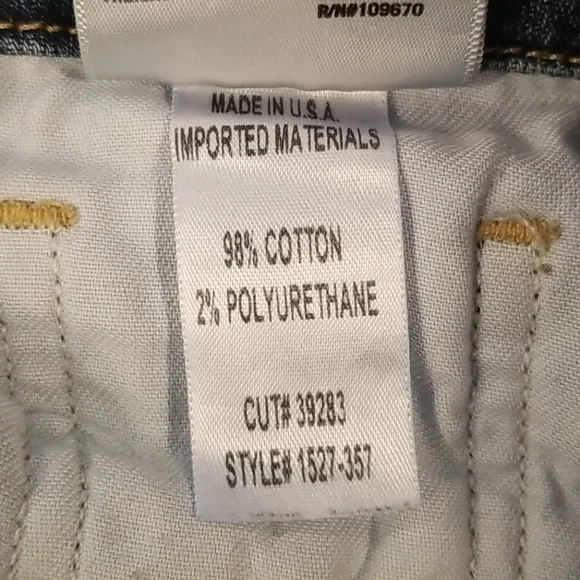 R/N#109670
MADE IN U.S.A.
IMPORTED MATERIALS
98% COTTON
2% POLYURETHANE
CUT# 39283
STYLE# 1527-357